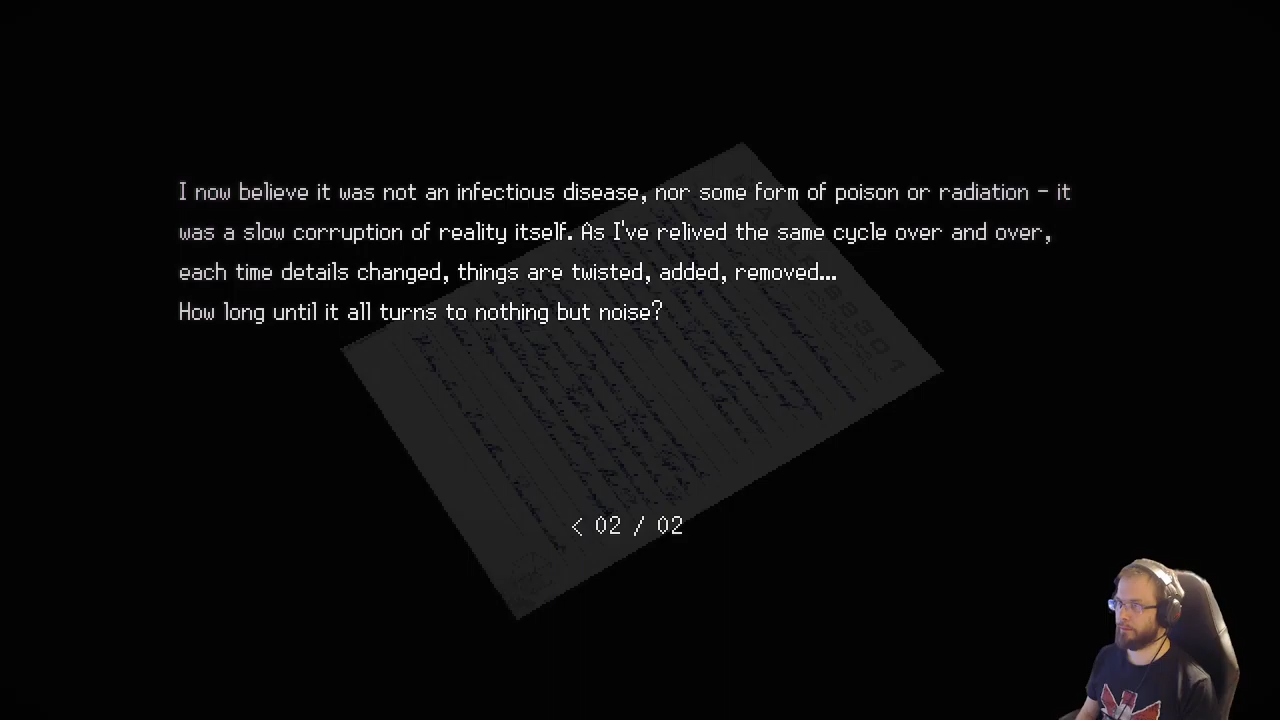 I now believe it was not an infectious disease, nor some form of poison or radiation - it
was a slow corruption of reality itself. As I've relived the same cycle over and over,
each time details changed, things are twisted, added, removed...
How long until it all turns to nothing but noise?
< 02 / 02